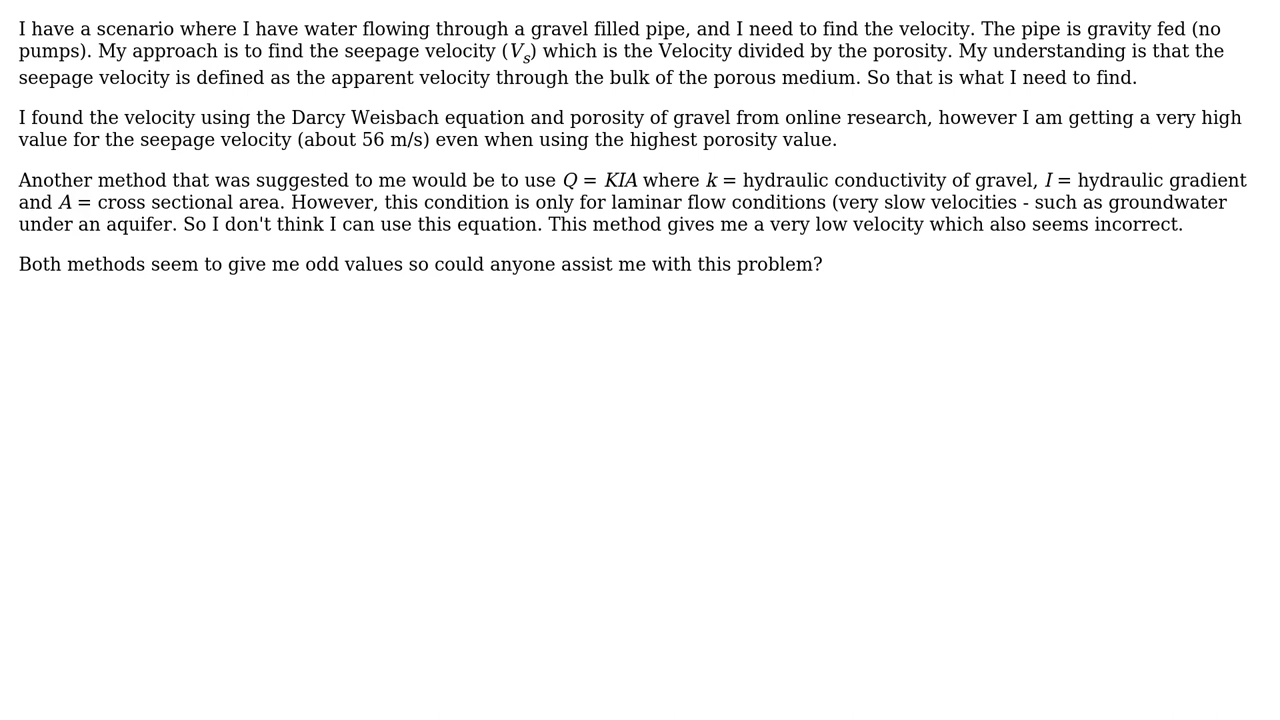 I have a scenario where I have water flowing through a gravel filled pipe, and I need to find the velocity. The pipe is gravity fed (no
pumps). My approach is to find the seepage velocity (Vs) which is the Velocity divided by the porosity. My understanding is that the
seepage velocity is defined as the apparent velocity through the bulk of the porous medium. So that is what I need to find.
I found the velocity using the Darcy Weisbach equation and porosity of gravel from online research, however I am getting a very high
value for the seepage velocity (about 56 m/s) even when using the highest porosity value.
Another method that was suggested to me would be to use Q = KIA where k = hydraulic conductivity of gravel, I = hydraulic gradient
and A = cross sectional area. However, this condition is only for laminar flow conditions (very slow velocities - such as groundwater
under an aquifer. So I don't think I can use this equation. This method gives me a very low velocity which also seems incorrect.
Both methods seem to give me odd values so could anyone assist me with this problem?